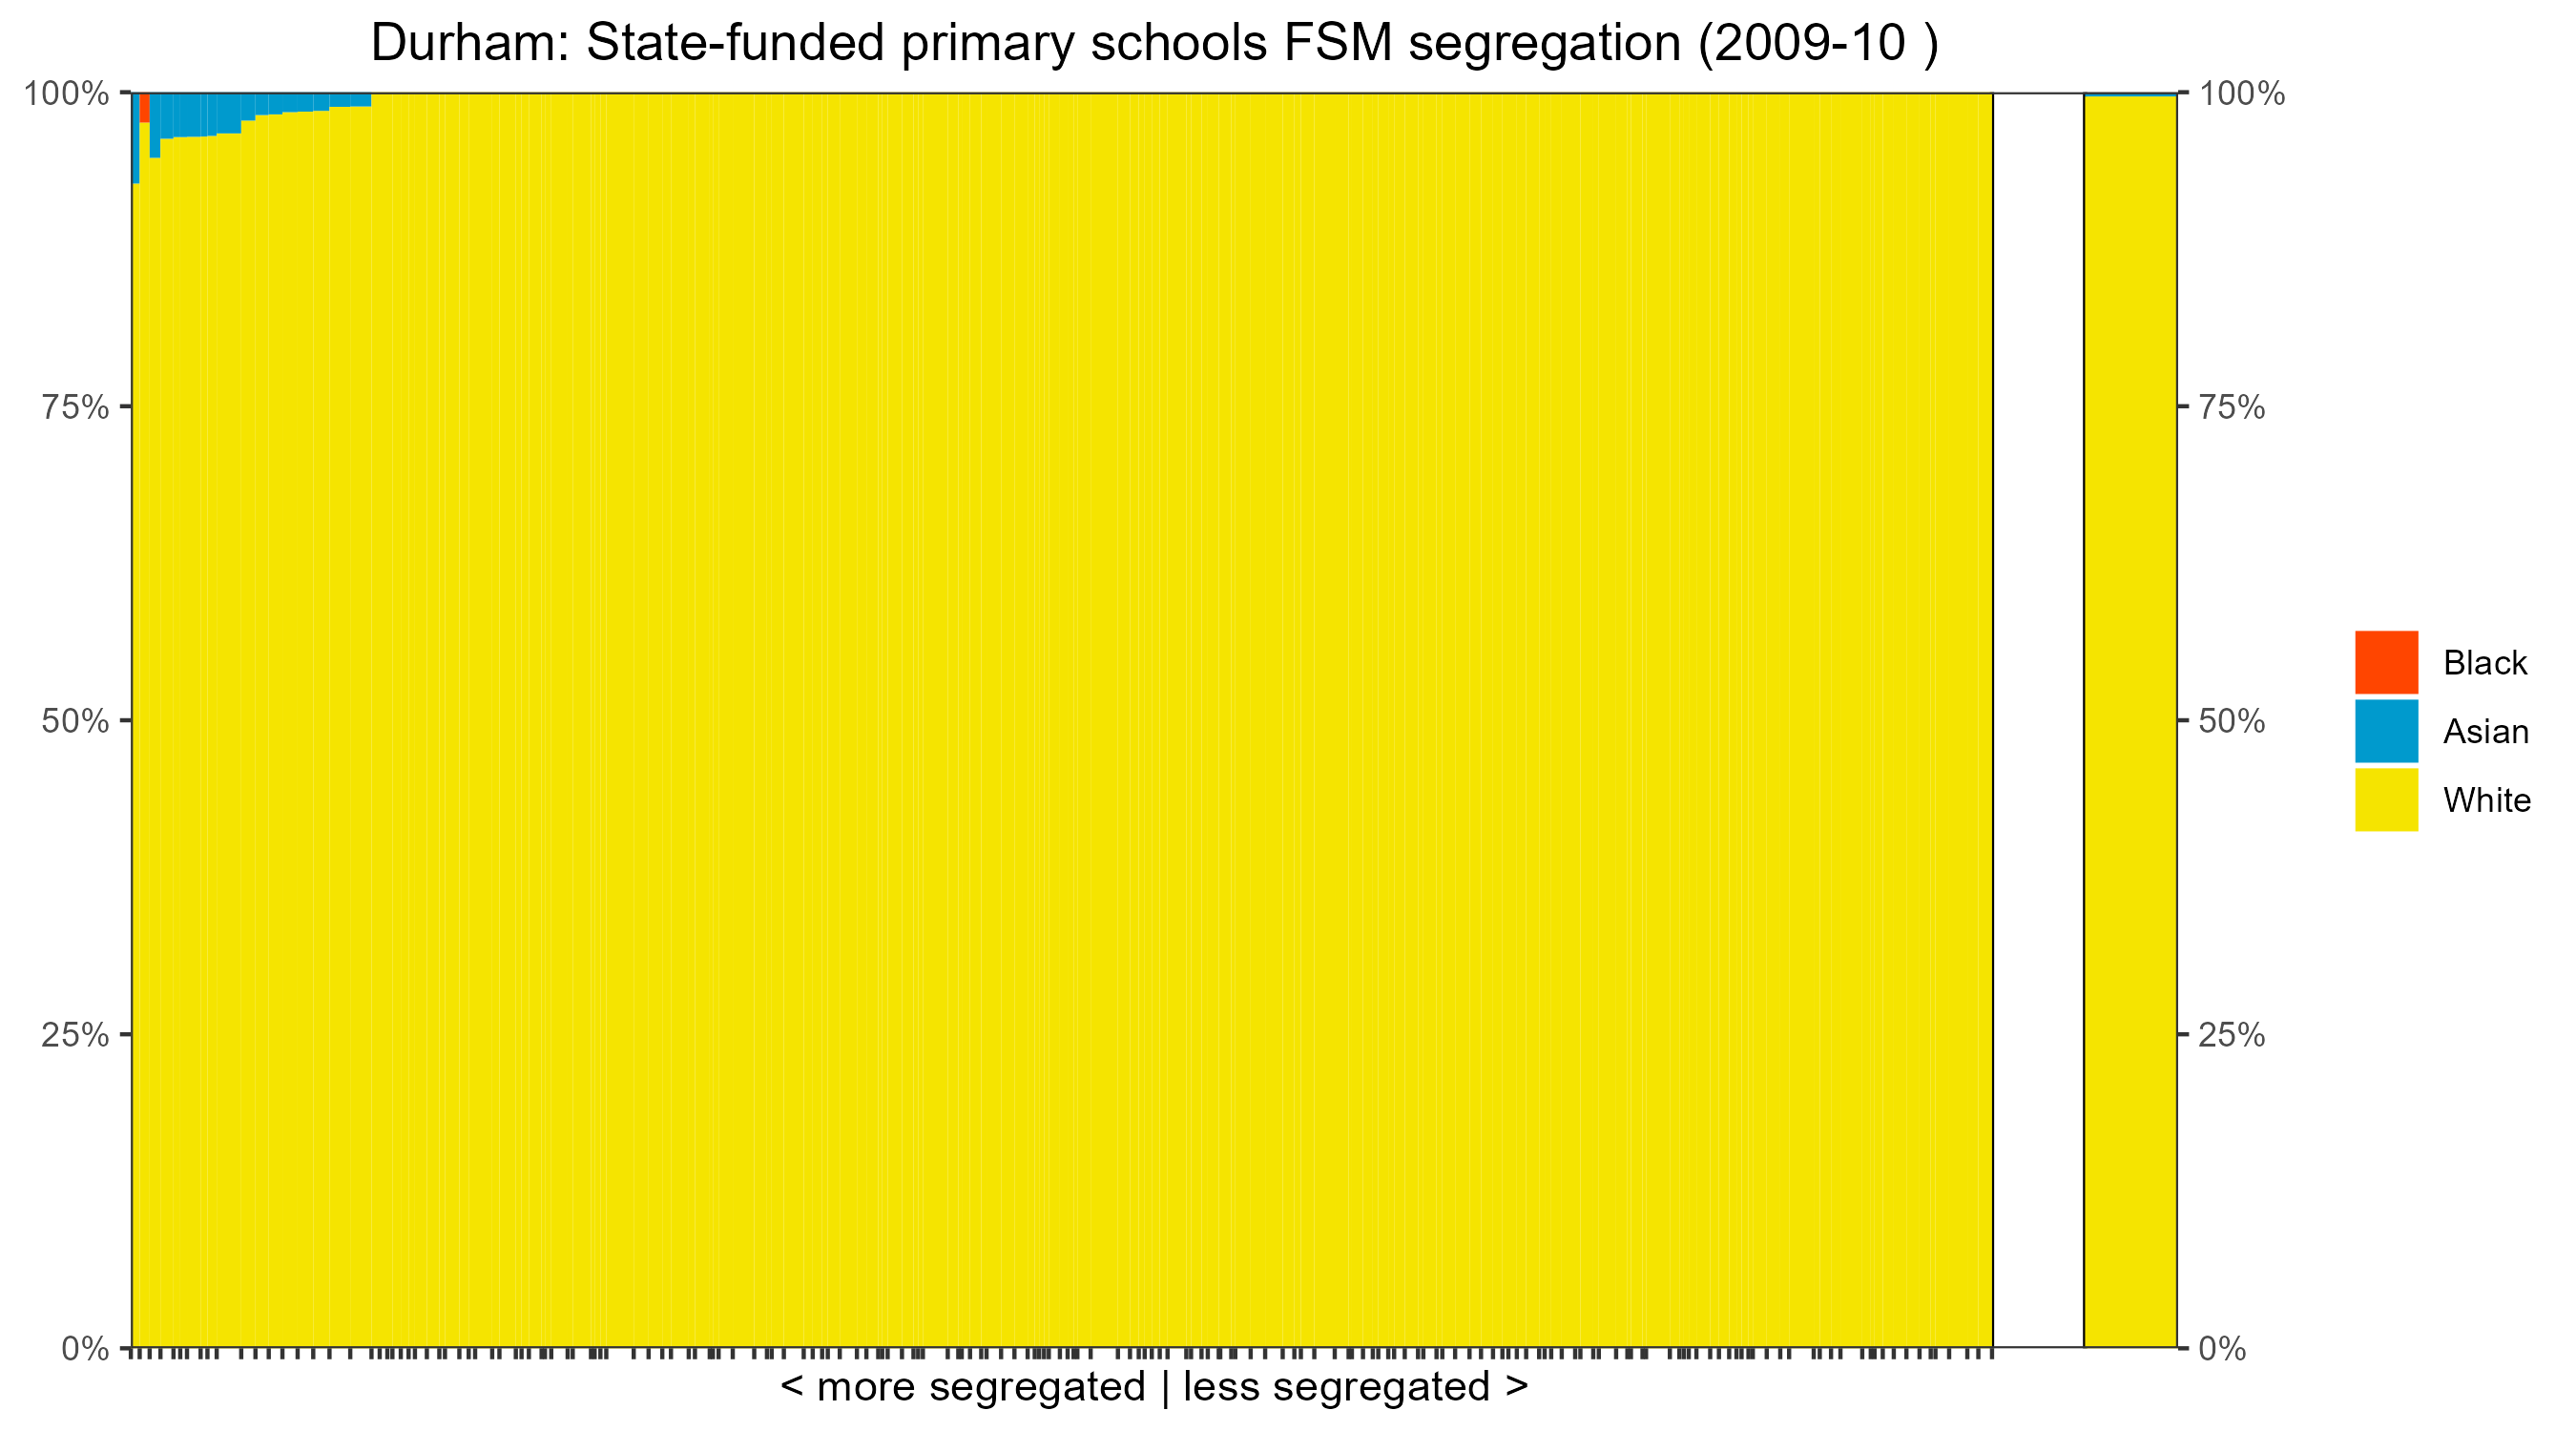 Durham: State-funded primary schools FSM segregation (2009-10 )
100%
75%
50%
25%
0%
100%
75%
50%
25%
0%
Black
Asian
White
< more segregated | less segregated >